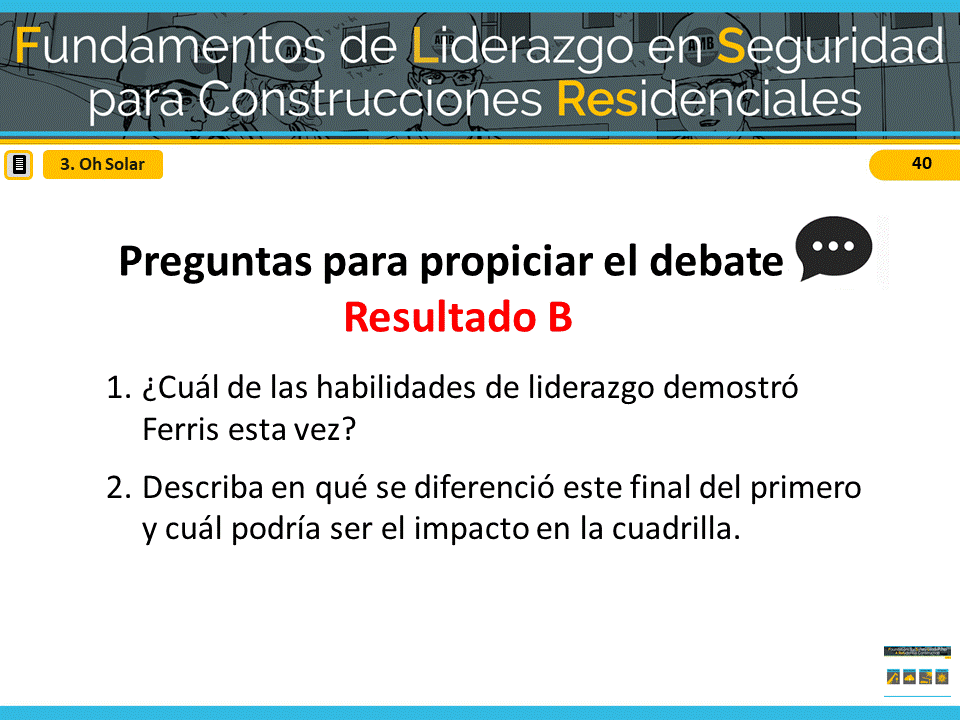 Fundamentos de Liderazgo en Seguridad
para Construcciones Residenciales
3. Oh Solar
40
Preguntas para propiciar el debate
Resultado B
1. ¿Cuál de las habilidades de liderazgo demostró
Ferris esta vez?
2. Describa en qué se diferenció este final del primero
y cuál podría ser el impacto en la cuadrilla.